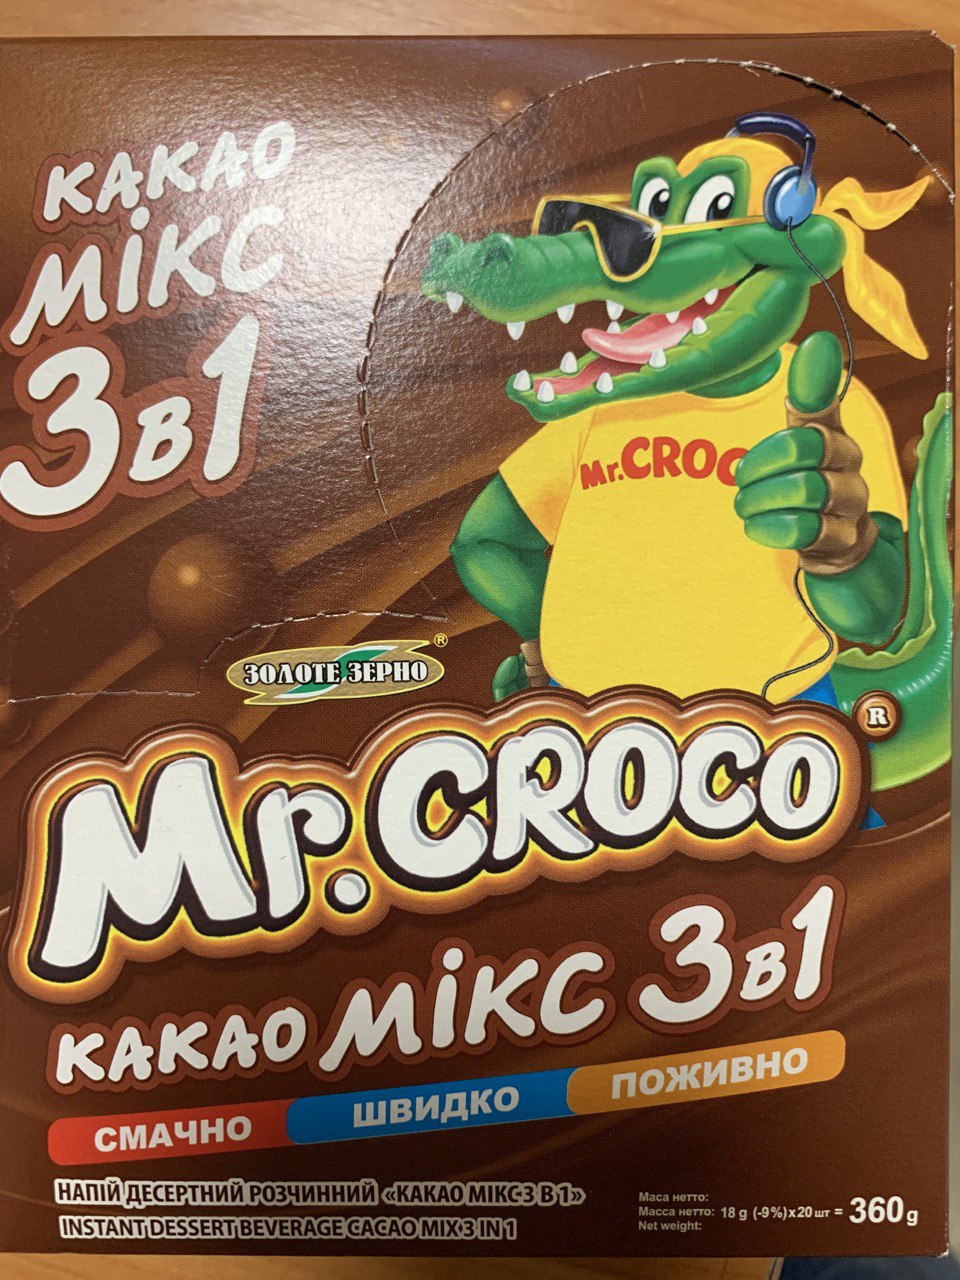 КАКАО
МІКС
3в1
Mr.CROC
ЗОЛОТЕ ЗЕРНО ®
Mr.CROCO ®
КАКАО МІКС 3в1
СМАЧНО ШВИДКО ПОЖИВНО
НАПІЙ ДЕСЕРТНИЙ РОЗЧИННИЙ «КАКАО МІКС 3 В 1»
INSTANT DESSERT BEVERAGE CACAO MIX 3 IN 1
Маса нетто:
Масса нетто: 18 g (-9%)x20 шт = 360g
Net weight: